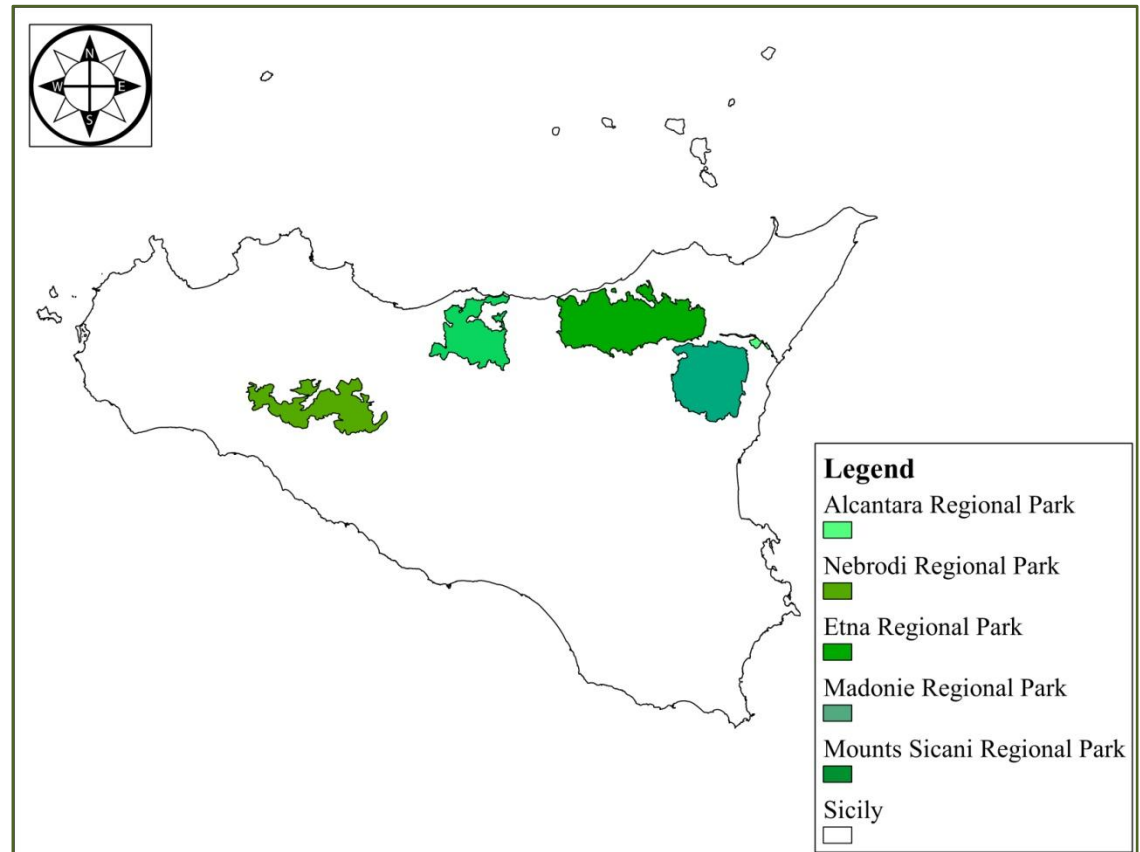 N
W E
S
Legend
Alcantara Regional Park
Nebrodi Regional Park
Etna Regional Park
Madonie Regional Park
Mounts Sicani Regional Park
Sicily